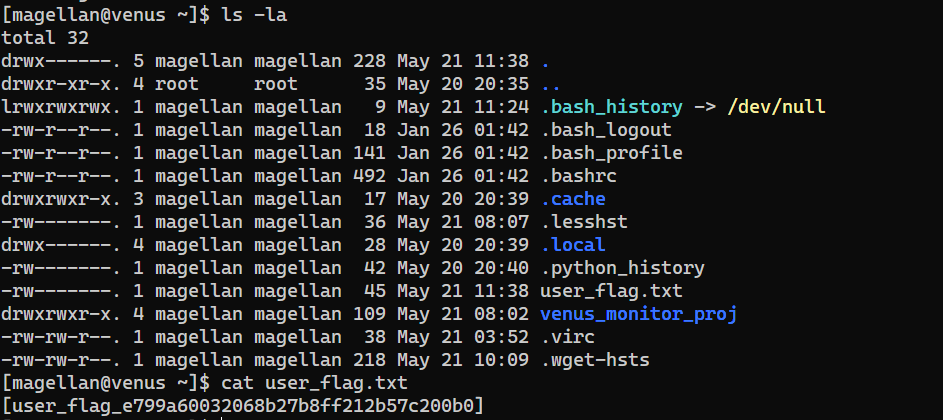 [magellan@venus ~]$ ls -la
total 32
drwx------. 5 magellan magellan 228 May 21 11:38 .
drwxr-xr-x. 4 root     root      35 May 20 20:35 ..
lrwxrwxrwx. 1 magellan magellan   9 May 21 11:24 .bash_history -> /dev/null
-rw-r--r--. 1 magellan magellan  18 Jan 26 01:42 .bash_logout
-rw-r--r--. 1 magellan magellan 141 Jan 26 01:42 .bash_profile
-rw-r--r--. 1 magellan magellan 492 Jan 26 01:42 .bashrc
drwxrwxr-x. 3 magellan magellan  17 May 20 20:39 .cache
-rw-------. 1 magellan magellan  36 May 21 08:07 .lesshst
drwx------. 4 magellan magellan  28 May 20 20:39 .local
-rw-------. 1 magellan magellan  42 May 20 20:40 .python_history
-rw-------. 1 magellan magellan  45 May 21 11:38 user_flag.txt
drwxrwxr-x. 4 magellan magellan 109 May 21 08:02 venus_monitor_proj
-rw-rw-r--. 1 magellan magellan  38 May 21 03:52 .virc
-rw-rw-r--. 1 magellan magellan 218 May 21 10:09 .wget-hsts
[magellan@venus ~]$ cat user_flag.txt
[user_flag_e799a60032068b27b8ff212b57c200b0]